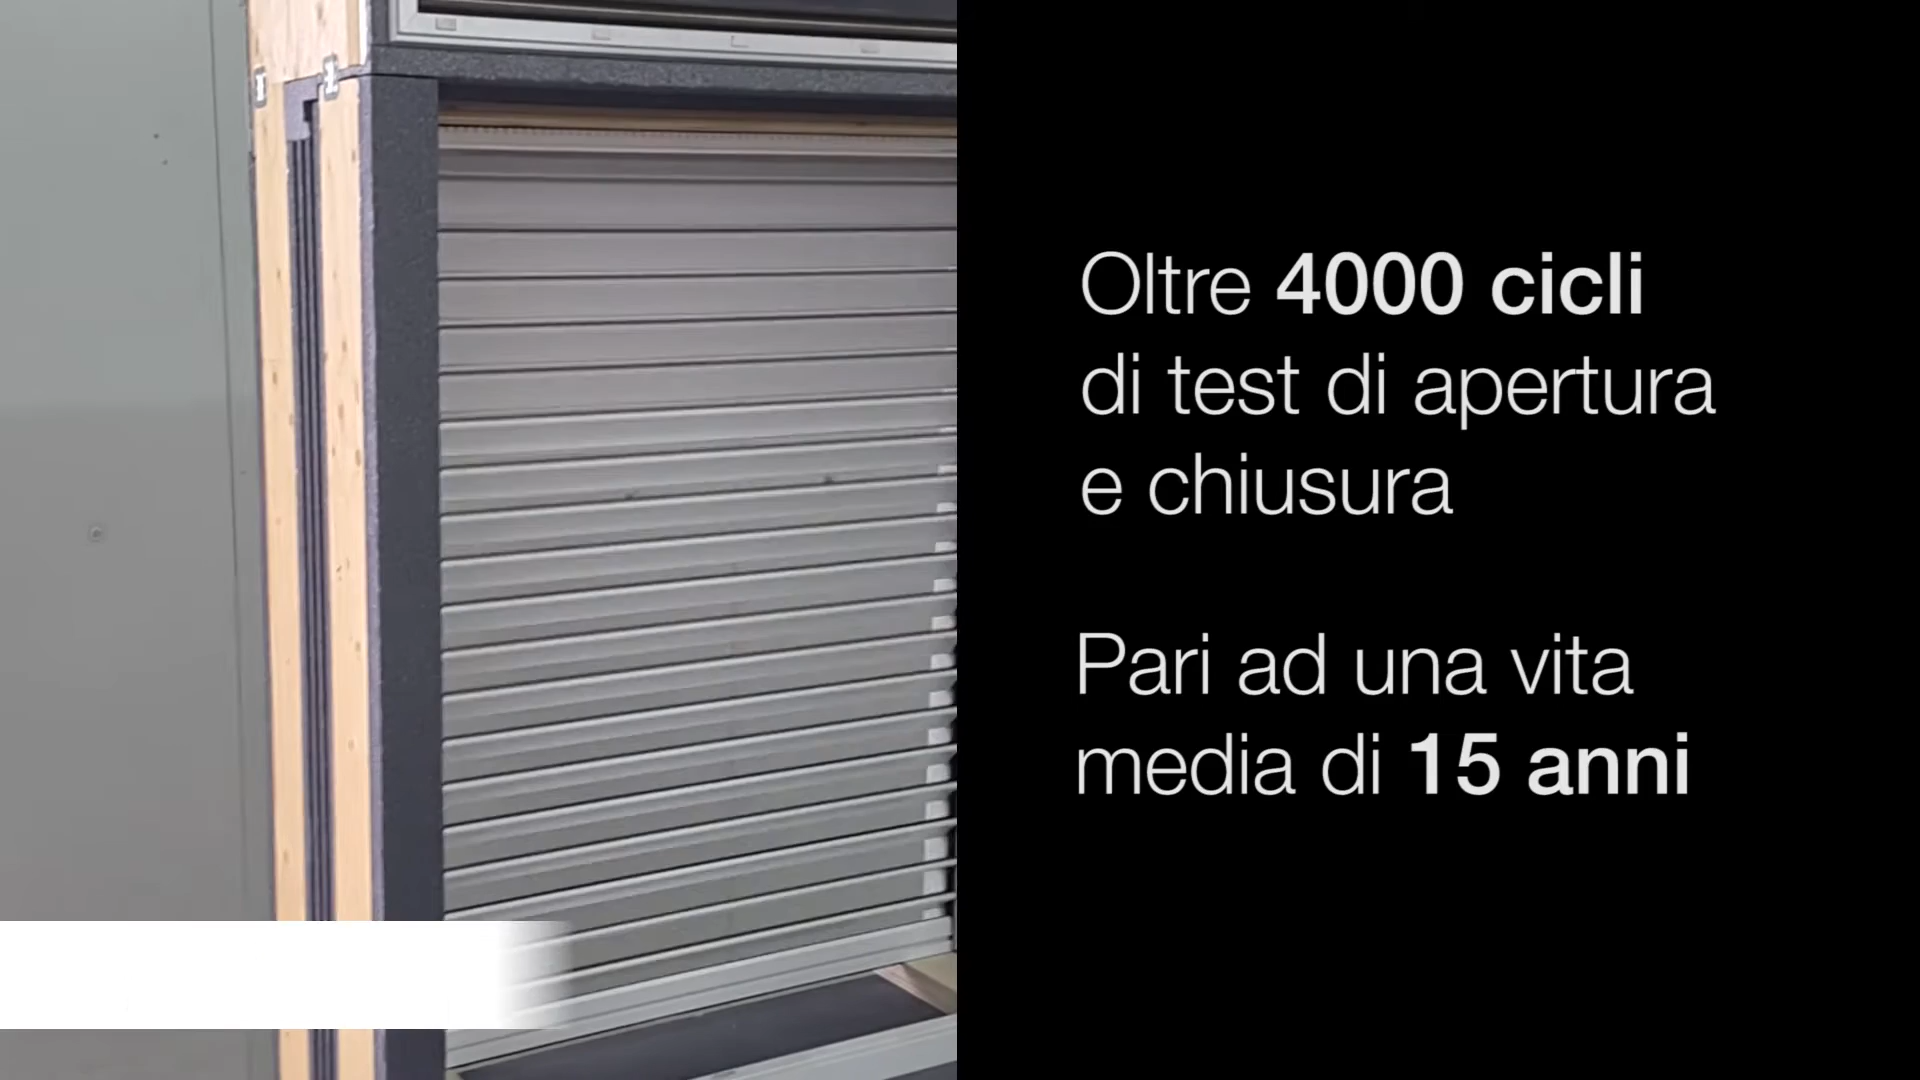 Oltre 4000 cicli
di test di apertura
e chiusura
Pari ad una vita
media di 15 anni